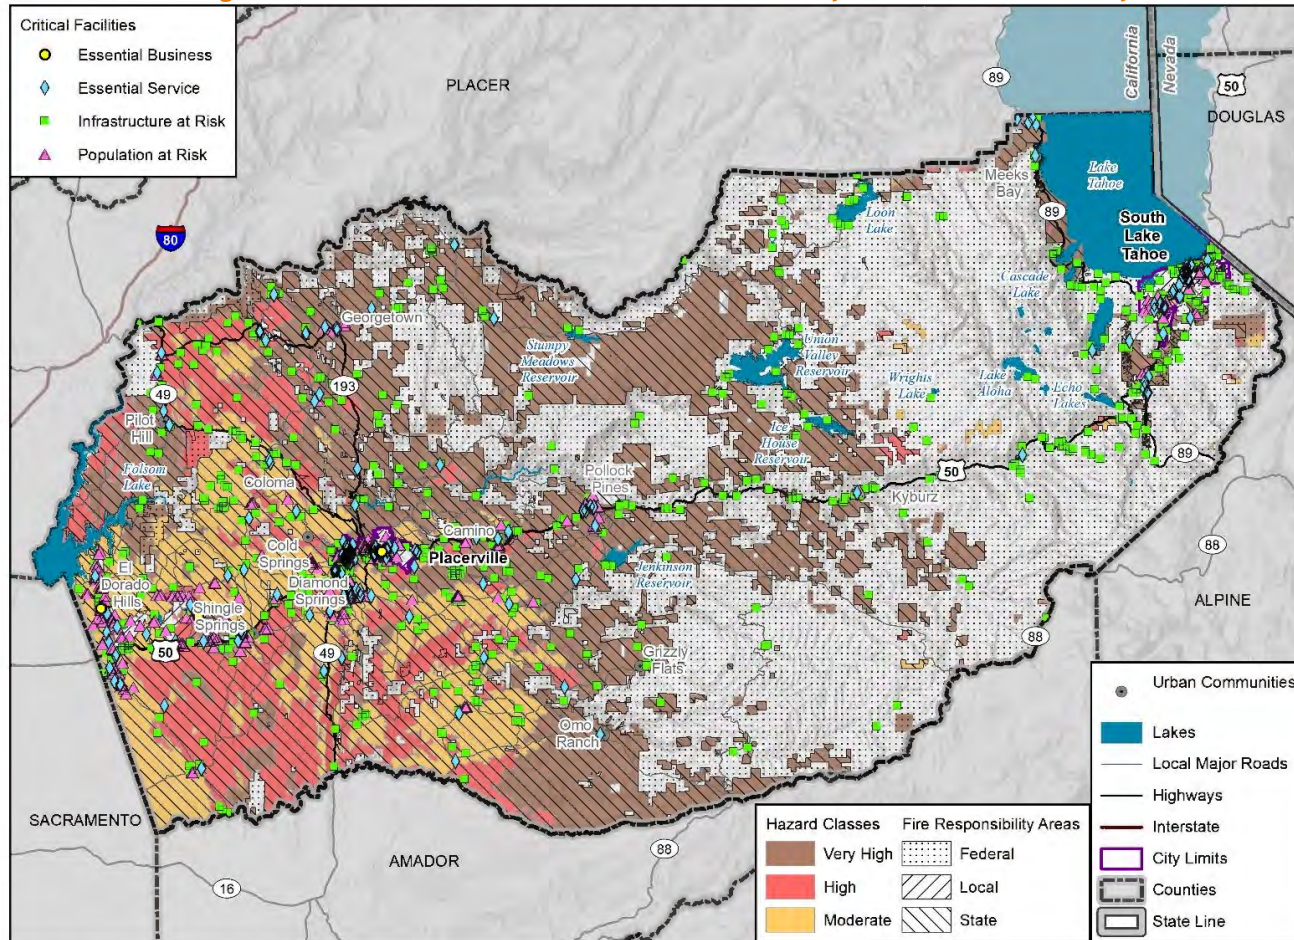 Critical Facilities
Essential Business
Essential Service
Infrastructure at Risk
Population at Risk
PLACER
89
California
Nevada
50
DOUGLAS
80
Meeks
Bay
Lake
Tahoe
89
South
Lake
Tahoe
Loon
Lake
Cascade
Lake
Georgetown
Stumpy
Meadows
Reservoir
Union
Valley
Reservoir
193
49
Wrights
Lake
Lake
Aloha
Echo
Lakes
Pilot
Hill
Ice
House
Reservoir
Folsom
Lake
Coloma
Pollock
Pines
50
89
Kyburz
Camino
Cold
Springs
Placerville
88
El
Dorado
Hills
Diamond
Springs
Jenkinson
Reservoir
Shingle
Springs
ALPINE
50
49
Grizzly
Flats
88
Omo
Ranch
SACRAMENTO
AMADOR
88
16
Hazard Classes
Very High
High
Moderate
Fire Responsibility Areas
Federal
Local
State
Urban Communities
Lakes
Local Major Roads
Highways
Interstate
City Limits
Counties
State Line